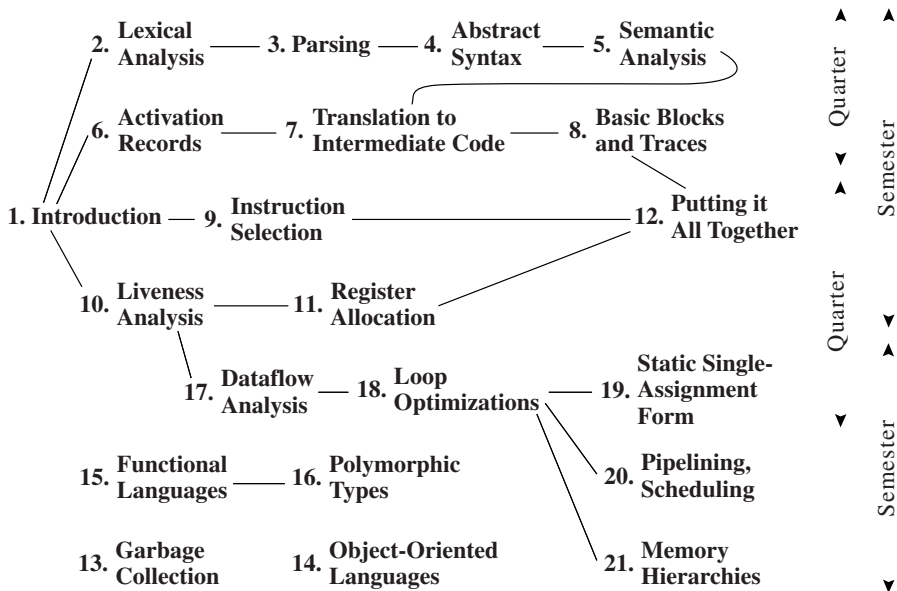 2. Lexical Analysis
3. Parsing
4. Abstract Syntax
5. Semantic Analysis
6. Activation Records
7. Translation to Intermediate Code
8. Basic Blocks and Traces
1. Introduction
9. Instruction Selection
12. Putting it All Together
10. Liveness Analysis
11. Register Allocation
17. Dataflow Analysis
18. Loop Optimizations
19. Static Single-Assignment Form
15. Functional Languages
16. Polymorphic Types
20. Pipelining, Scheduling
13. Garbage Collection
14. Object-Oriented Languages
21. Memory Hierarchies
Quarter
Quarter
Semester
Semester